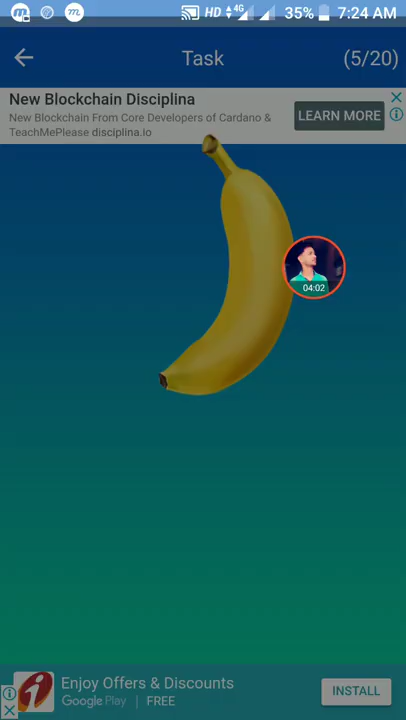 HD 4G 35% 7:24 AM
Task (5/20)
New Blockchain Disciplina
New Blockchain From Core Developers of Cardano &
TeachMePlease disciplina.io
LEARN MORE
04:02
Enjoy Offers & Discounts
Google Play | FREE
INSTALL